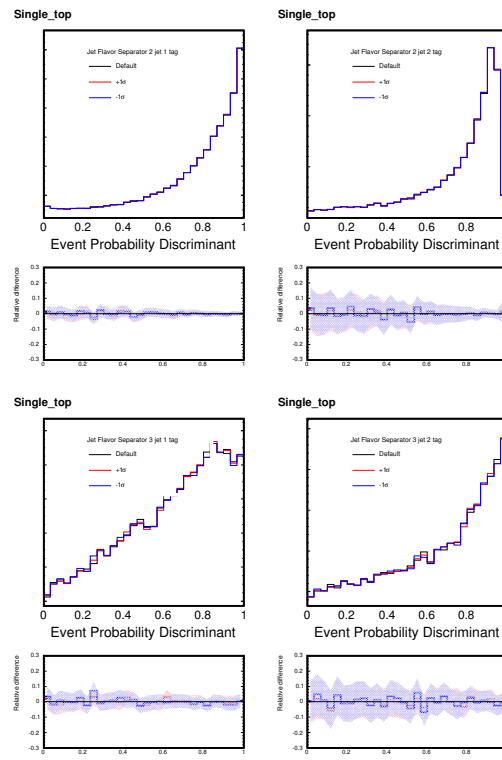 Single_top
Jet Flavor Separator 2 jet 1 tag
Default
+1σ
-1σ
0 0.2 0.4 0.6 0.8 1
Event Probability Discriminant
Relative difference
0.3
0.2
0.1
0
-0.1
-0.2
-0.3
0 0.2 0.4 0.6 0.8 1
Single_top
Jet Flavor Separator 2 jet 2 tag
Default
+1σ
-1σ
0 0.2 0.4 0.6 0.8
Event Probability Discriminant
Relative difference
0.3
0.2
0.1
0
-0.1
-0.2
-0.3
0 0.2 0.4 0.6 0.8
Single_top
Jet Flavor Separator 3 jet 1 tag
Default
+1σ
-1σ
0 0.2 0.4 0.6 0.8 1
Event Probability Discriminant
Relative difference
0.3
0.2
0.1
0
-0.1
-0.2
-0.3
0 0.2 0.4 0.6 0.8 1
Single_top
Jet Flavor Separator 3 jet 2 tag
Default
+1σ
-1σ
0 0.2 0.4 0.6 0.8
Event Probability Discriminant
Relative difference
0.3
0.2
0.1
0
-0.1
-0.2
-0.3
0 0.2 0.4 0.6 0.8